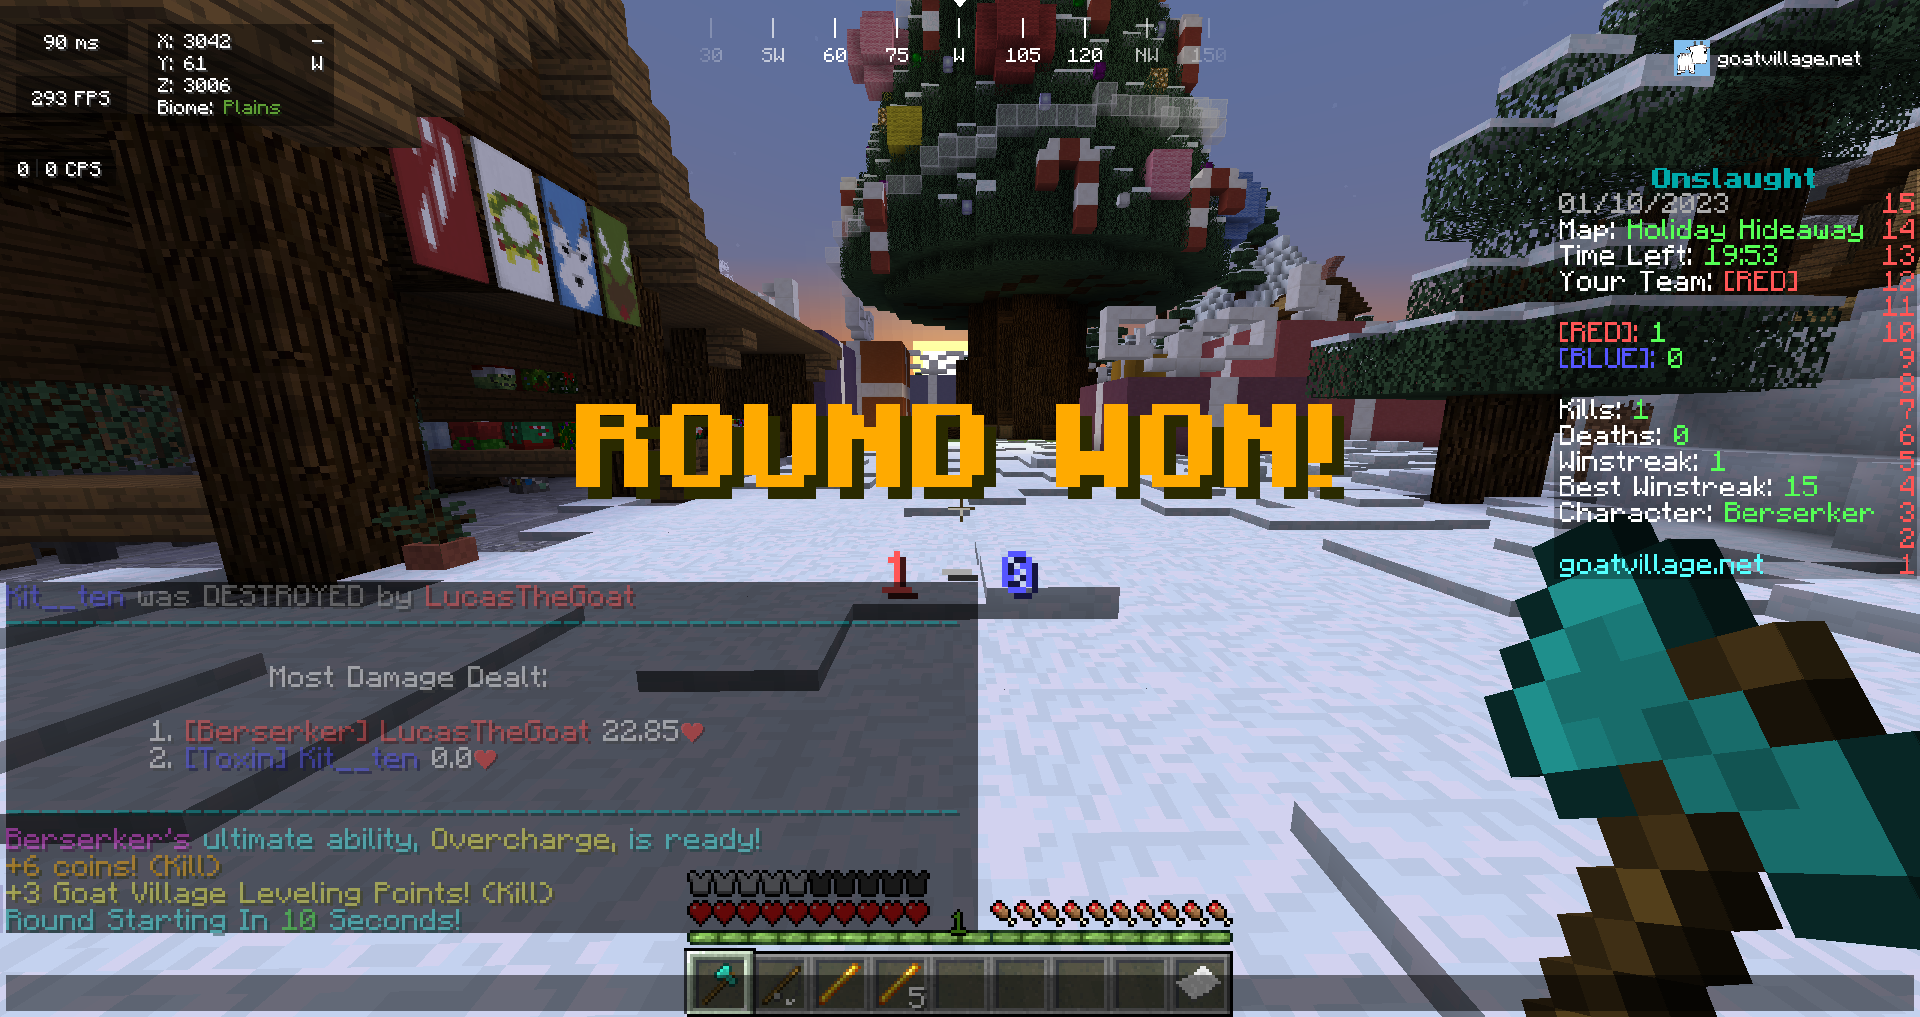 30 SW 60 75 W 105 120 NW 150
90 ms
X: 3042 -
Y: 61 W
Z: 3006
293 FPS
Biome: Plains
0 0 CPS
goatvillage.net
Onslaught
01/10/2023 15
Map: Holiday Hideaway 14
Time Left: 19:53 13
Your Team: [RED] 12
11
[RED]: 1 10
[BLUE]: 0 9
8
Kills: 1 7
Deaths: 0 6
Winstreak: 1 5
Best Winstreak: 15 4
Character: Berserker 3
2
goatvillage.net 1
ROUND WON!
1 0
Kit__ten was DESTROYED by LucasTheGoat
Most Damage Dealt:
1. [Berserker] LucasTheGoat 22.85❤
2. [Toxin] Kit__ten 0.0❤
Berserker's ultimate ability, Overcharge, is ready!
+6 coins! (Kill)
+3 Goat Village Leveling Points! (Kill)
Round Starting In 10 Seconds!
1
5